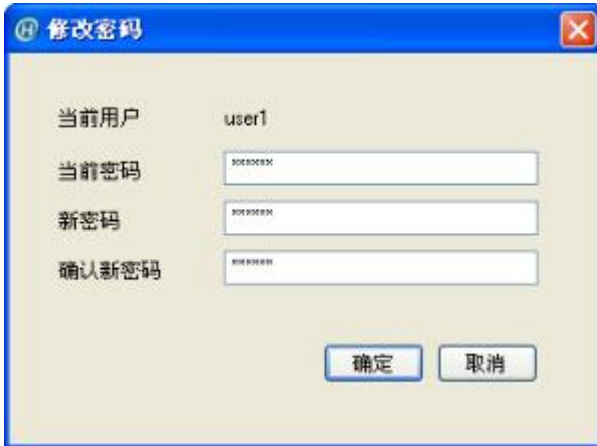 修改密码
当前用户 user1
当前密码 ******
新密码 ******
确认新密码 ******
确定 取消